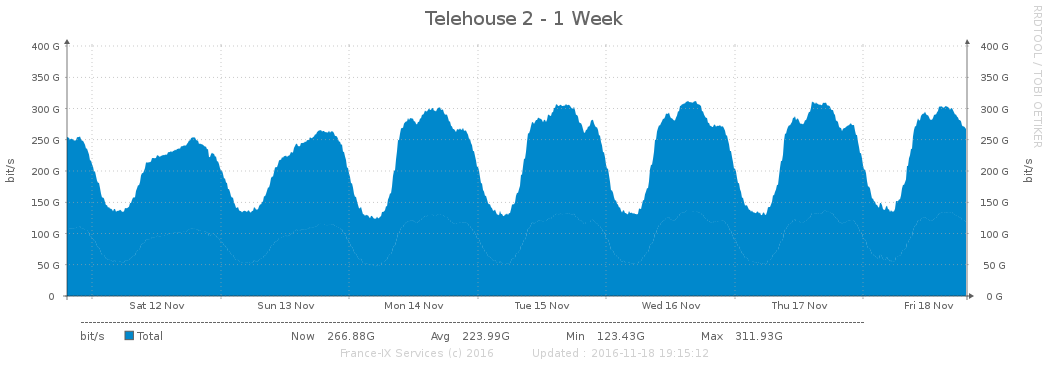 Telehouse 2 - 1 Week
RRDTOOL / TOBI OETIKER
400 G 400 G
350 G 350 G
300 G 300 G
250 G 250 G
200 G 200 G
150 G 150 G
100 G 100 G
50 G 50 G
0 0 G
bit/s bit/s
Sat 12 Nov Sun 13 Nov Mon 14 Nov Tue 15 Nov Wed 16 Nov Thu 17 Nov Fri 18 Nov
bit/s Total Now 266.88G Avg 223.99G Min 123.43G Max 311.93G
France-IX Services (c) 2016 Updated : 2016-11-18 19:15:12